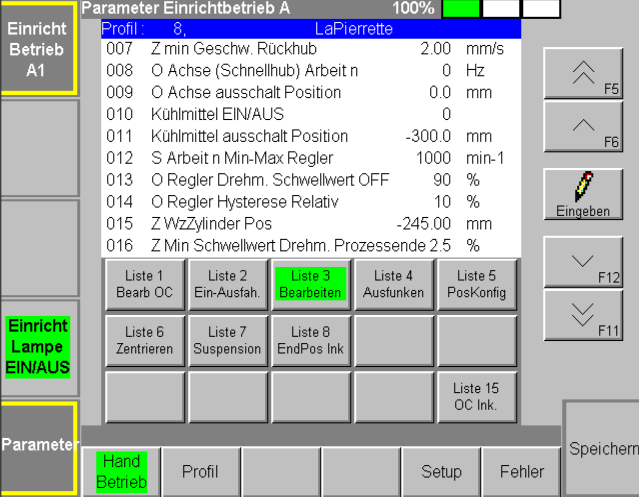 Parameter Einrichtbetrieb A 100%
Einricht
Betrieb
A1
Profil : 8, LaPierrette
007 Z min Geschw. Rückhub 2.00 mm/s
008 O Achse (Schnellhub) Arbeit n 0 Hz
009 O Achse ausschalt Position 0.0 mm
010 Kühlmittel EIN/AUS 0
011 Kühlmittel ausschalt Position -300.0 mm
012 S Arbeit n Min-Max Regler 1000 min-1
013 O Regler Drehm. Schwellwert OFF 90 %
014 O Regler Hysterese Relativ 10 %
015 Z WzZylinder Pos -245.00 mm
016 Z Min Schwellwert Drehm. Prozessende 2.5 %
F5
F6
Eingeben
F12
F11
Liste 1
Bearb OC
Liste 2
Ein-Ausfah.
Liste 3
Bearbeiten
Liste 4
Ausfunken
Liste 5
PosKonfig
Liste 6
Zentrieren
Liste 7
Suspension
Liste 8
EndPos Ink
Liste 15
OC Ink.
Einricht
Lampe
EIN/AUS
Parameter
Hand
Betrieb
Profil
Setup
Fehler
Speichern